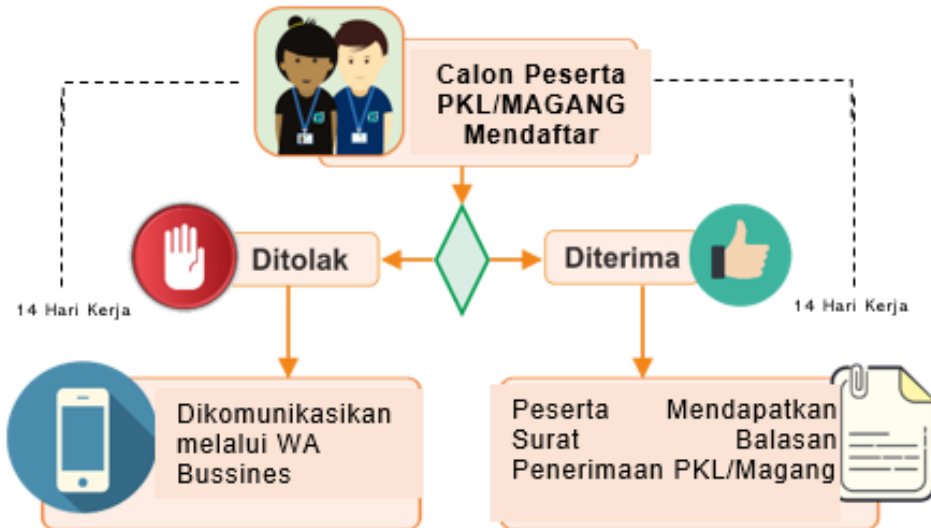 Calon Peserta
PKL/MAGANG
Mendaftar
Ditolak
Diterima
14 Hari Kerja
14 Hari Kerja
Dikomunikasikan
melalui WA
Bussines
Peserta Mendapatkan
Surat Balasan
Penerimaan PKL/Magang